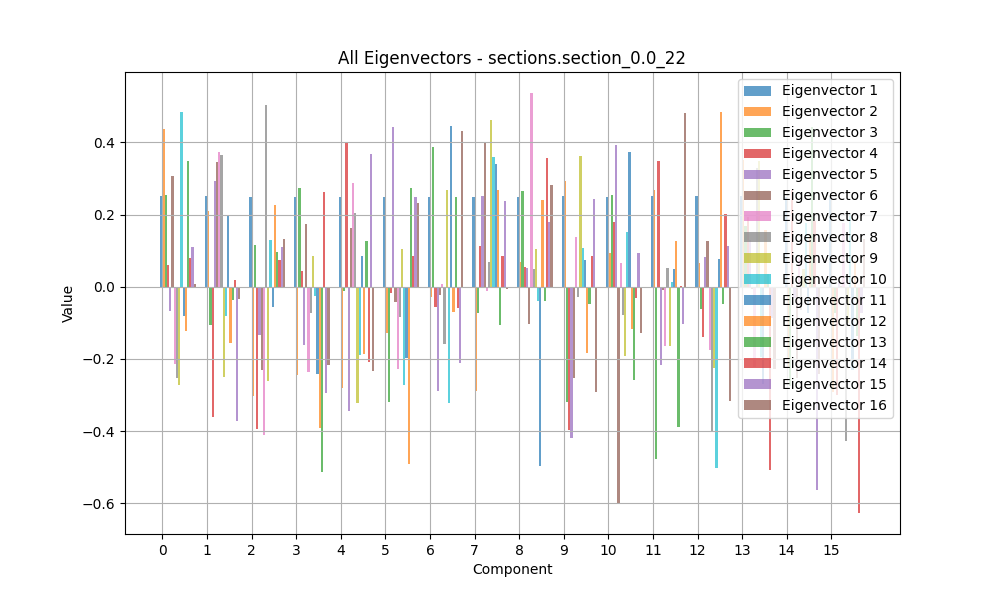 All Eigenvectors - sections.section_0.0_22
Value
0.4
0.2
0.0
−0.2
−0.4
−0.6
0 1 2 3 4 5 6 7 8 9 10 11 12 13 14 15
Component
Eigenvector 1
Eigenvector 2
Eigenvector 3
Eigenvector 4
Eigenvector 5
Eigenvector 6
Eigenvector 7
Eigenvector 8
Eigenvector 9
Eigenvector 10
Eigenvector 11
Eigenvector 12
Eigenvector 13
Eigenvector 14
Eigenvector 15
Eigenvector 16